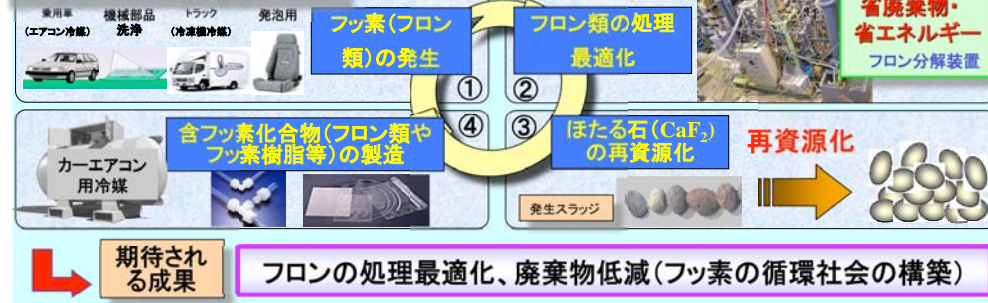 乗用車
(エアコン冷媒)
機械部品
洗浄
トラック
(冷凍機冷媒)
発泡用
フッ素(フロン
類)の発生
①
フロン類の処理
最適化
②
省廃棄物・
省エネルギー
フロン分解装置
カーエアコン
用冷媒
含フッ素化合物(フロン類や
フッ素樹脂等)の製造
④
③
ほたる石(CaF₂)
の再資源化
発生スラッジ
再資源化
期待され
る成果
フロンの処理最適化、廃棄物低減(フッ素の循環社会の構築)